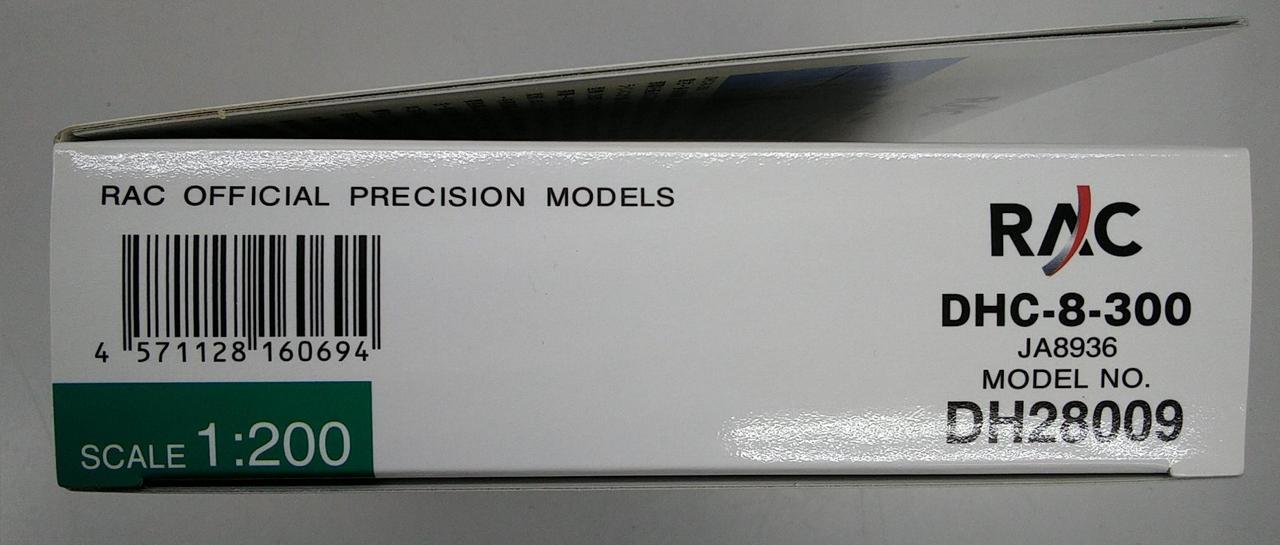 RAC OFFICIAL PRECISION MODELS
4 571128 160694
SCALE 1:200
RAC
DHC-8-300
JA8936
MODEL NO.
DH28009